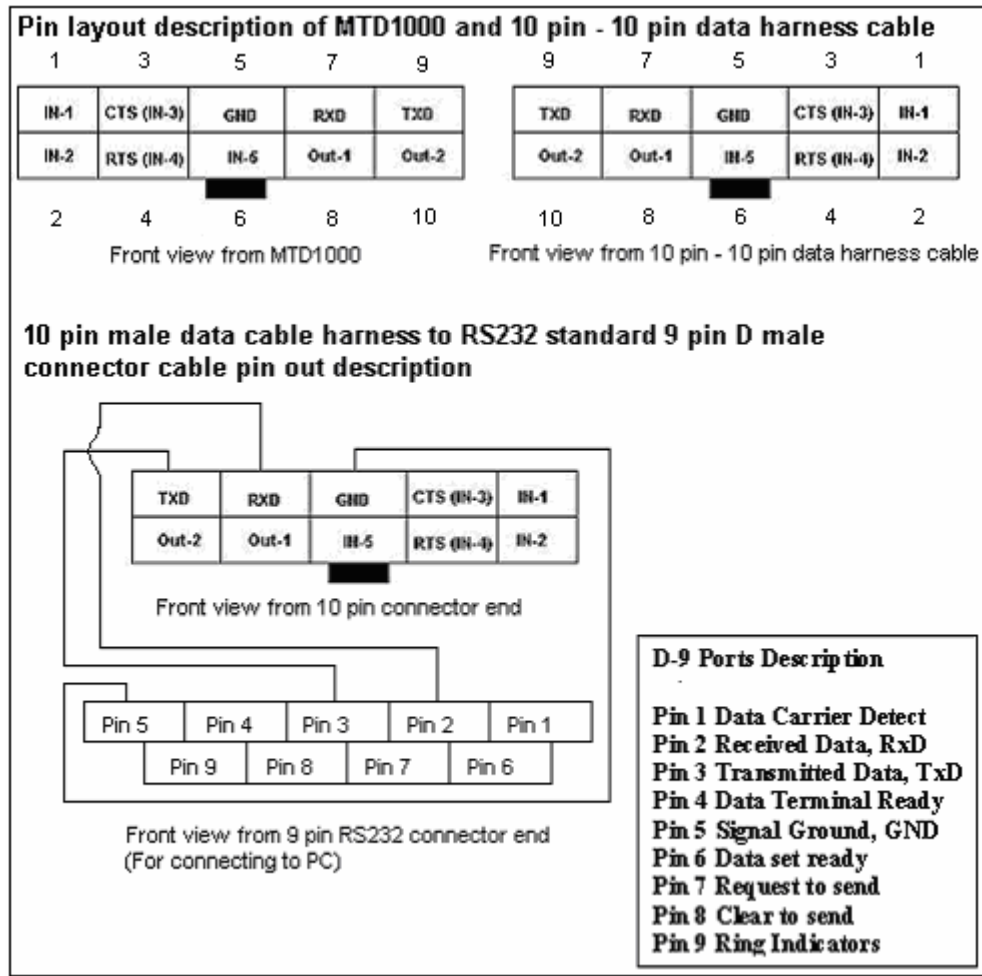 Pin layout description of MTD1000 and 10 pin - 10 pin data harness cable
1 3 5 7 9
IN-1 CTS (IN-3) GND RXD TXD
IN-2 RTS (IN-4) IN-5 Out-1 Out-2
2 4 6 8 10
Front view from MTD1000
9 7 5 3 1
TXD RXD GND CTS (IN-3) IN-1
Out-2 Out-1 IN-5 RTS (IN-4) IN-2
10 8 6 4 2
Front view from 10 pin - 10 pin data harness cable
10 pin male data cable harness to RS232 standard 9 pin D male
connector cable pin out description
TXD RXD GND CTS (IN-3) IN-1
Out-2 Out-1 IN-5 RTS (IN-4) IN-2
Front view from 10 pin connector end
Pin 5 Pin 4 Pin 3 Pin 2 Pin 1
Pin 9 Pin 8 Pin 7 Pin 6
Front view from 9 pin RS232 connector end
(For connecting to PC)
D-9 Ports Description
Pin 1 Data Carrier Detect
Pin 2 Received Data, RxD
Pin 3 Transmitted Data, TxD
Pin 4 Data Terminal Ready
Pin 5 Signal Ground, GND
Pin 6 Data set ready
Pin 7 Request to send
Pin 8 Clear to send
Pin 9 Ring Indicators